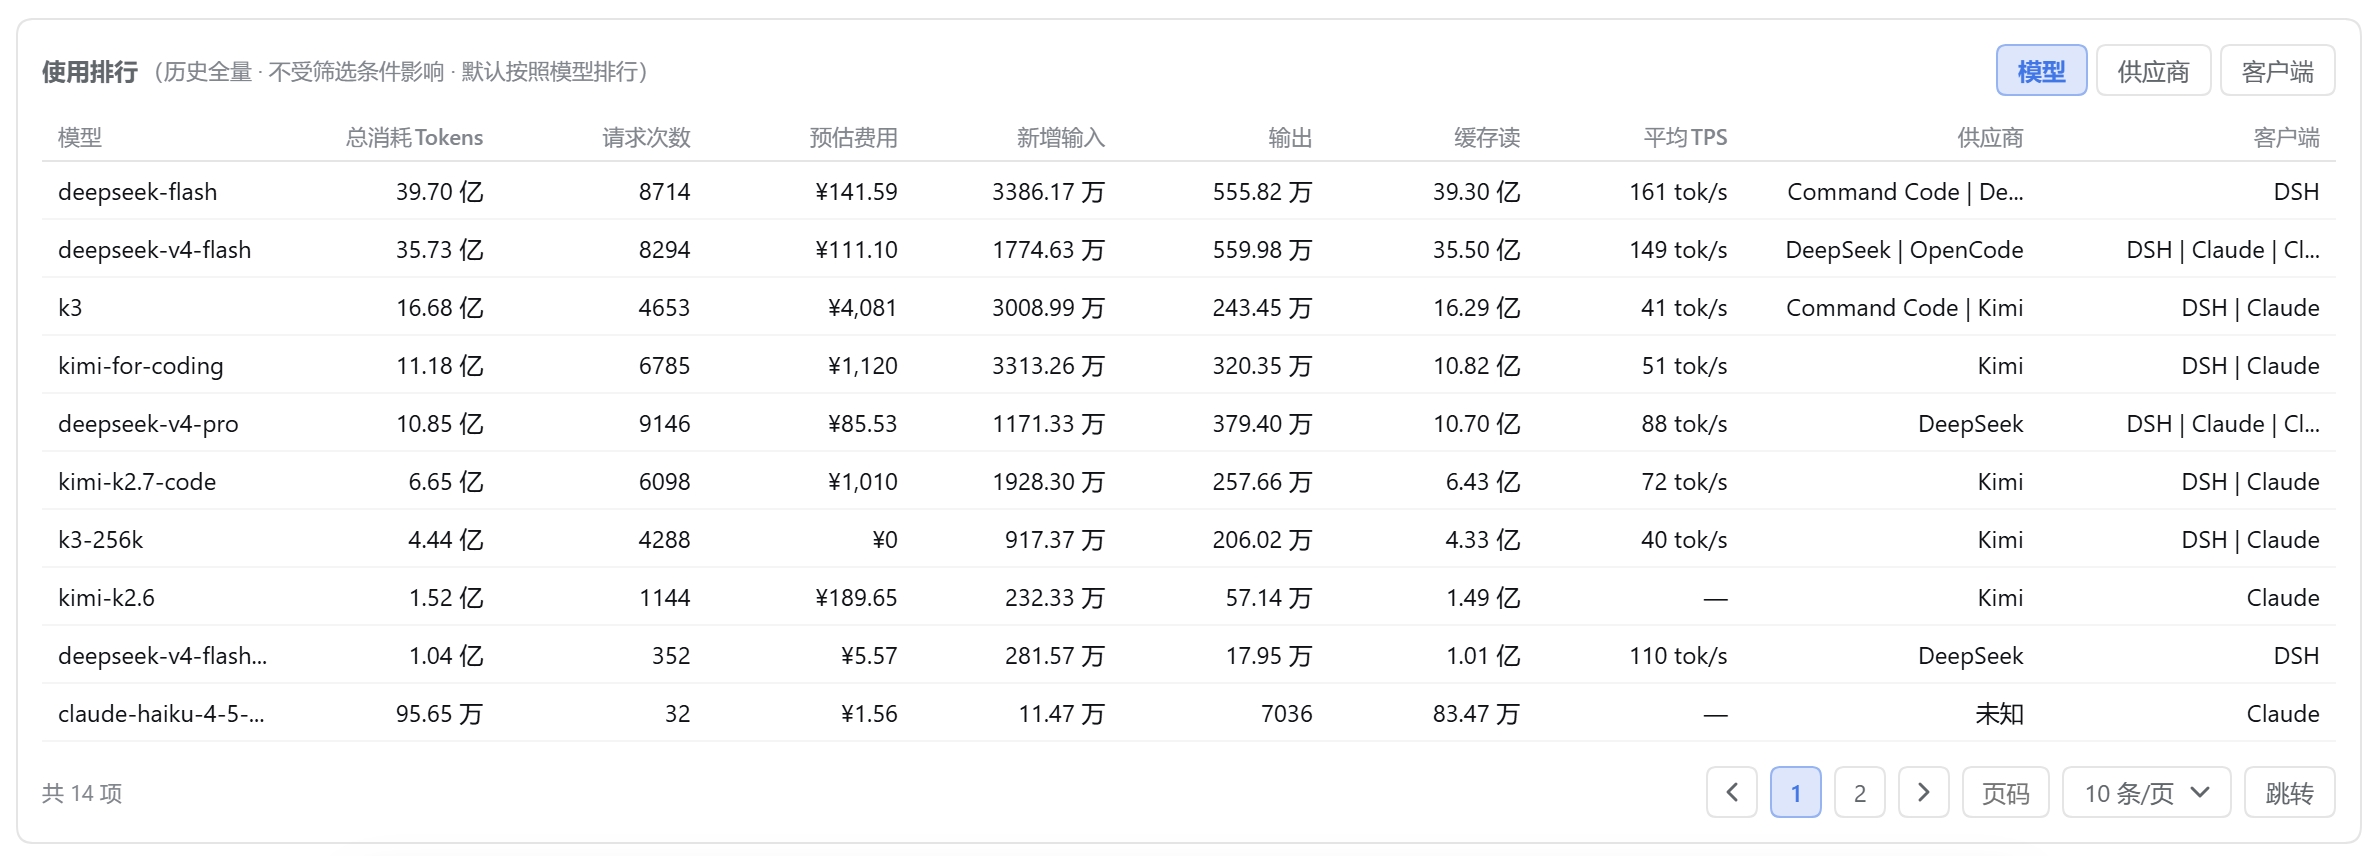 使用排行 （历史全量 · 不受筛选条件影响 · 默认按照模型排行） 模型 供应商 客户端
模型 总消耗Tokens 请求次数 预估费用 新增输入 输出 缓存读 平均TPS 供应商 客户端
deepseek-flash 39.70 亿 8714 ¥141.59 3386.17 万 555.82 万 39.30 亿 161 tok/s Command Code | De... DSH
deepseek-v4-flash 35.73 亿 8294 ¥111.10 1774.63 万 559.98 万 35.50 亿 149 tok/s DeepSeek | OpenCode DSH | Claude | Cl...
k3 16.68 亿 4653 ¥4,081 3008.99 万 243.45 万 16.29 亿 41 tok/s Command Code | Kimi DSH | Claude
kimi-for-coding 11.18 亿 6785 ¥1,120 3313.26 万 320.35 万 10.82 亿 51 tok/s Kimi DSH | Claude
deepseek-v4-pro 10.85 亿 9146 ¥85.53 1171.33 万 379.40 万 10.70 亿 88 tok/s DeepSeek DSH | Claude | Cl...
kimi-k2.7-code 6.65 亿 6098 ¥1,010 1928.30 万 257.66 万 6.43 亿 72 tok/s Kimi DSH | Claude
k3-256k 4.44 亿 4288 ¥0 917.37 万 206.02 万 4.33 亿 40 tok/s Kimi DSH | Claude
kimi-k2.6 1.52 亿 1144 ¥189.65 232.33 万 57.14 万 1.49 亿 — Kimi Claude
deepseek-v4-flash... 1.04 亿 352 ¥5.57 281.57 万 17.95 万 1.01 亿 110 tok/s DeepSeek DSH
claude-haiku-4-5-... 95.65 万 32 ¥1.56 11.47 万 7036 83.47 万 — 未知 Claude
共 14 项 1 2 页码 10 条/页 跳转